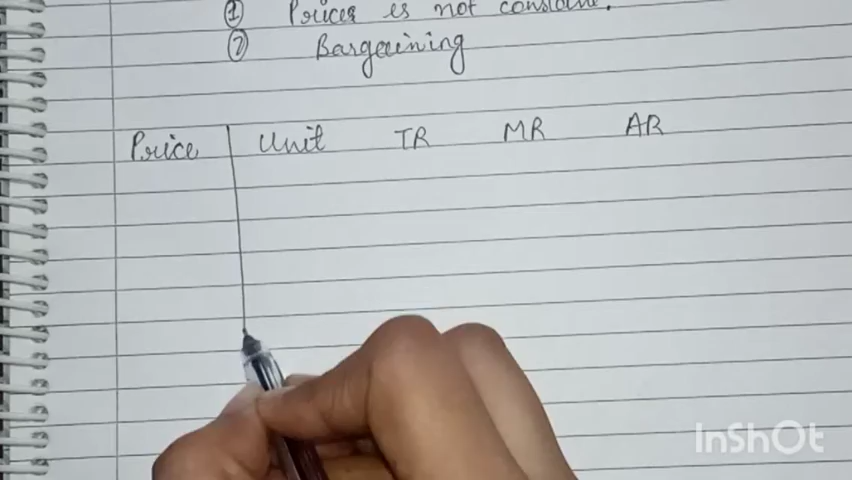 ① Prices is not constant.
② Bargaining
Price Unit TR MR AR
InShOt